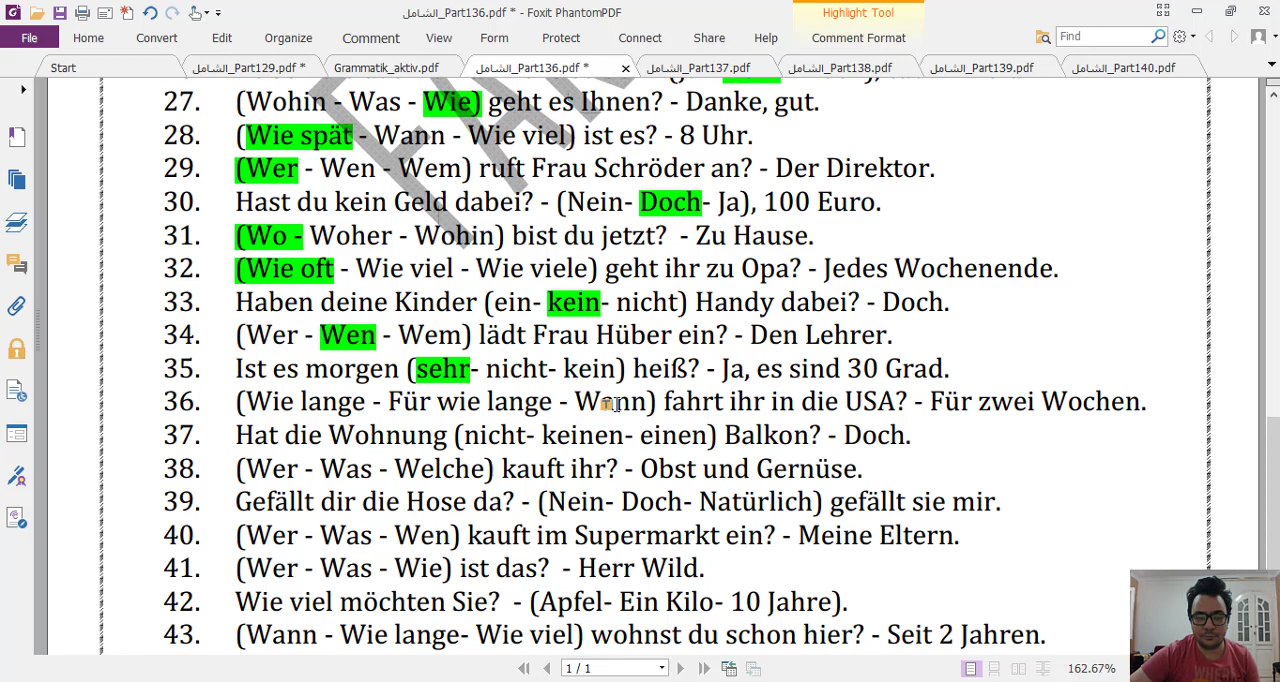 الشامل_Part136.pdf * - Foxit PhantomPDF
Highlight Tool
File Home Convert Edit Organize Comment View Form Protect Connect Share Help Comment Format Find
Start الشامل_Part129.pdf * Grammatik_aktiv.pdf الشامل_Part136.pdf * الشامل_Part137.pdf الشامل_Part138.pdf الشامل_Part139.pdf الشامل_Part140.pdf
27. (Wohin - Was - Wie) geht es Ihnen? - Danke, gut.
28. (Wie spät - Wann - Wie viel) ist es? - 8 Uhr.
29. (Wer - Wen - Wem) ruft Frau Schröder an? - Der Direktor.
30. Hast du kein Geld dabei? - (Nein- Doch- Ja), 100 Euro.
31. (Wo - Woher - Wohin) bist du jetzt? - Zu Hause.
32. (Wie oft - Wie viel - Wie viele) geht ihr zu Opa? - Jedes Wochenende.
33. Haben deine Kinder (ein- kein- nicht) Handy dabei? - Doch.
34. (Wer - Wen - Wem) lädt Frau Hüber ein? - Den Lehrer.
35. Ist es morgen (sehr- nicht- kein) heiß? - Ja, es sind 30 Grad.
36. (Wie lange - Für wie lange - Wann) fahrt ihr in die USA? - Für zwei Wochen.
37. Hat die Wohnung (nicht- keinen- einen) Balkon? - Doch.
38. (Wer - Was - Welche) kauft ihr? - Obst und Gernüse.
39. Gefällt dir die Hose da? - (Nein- Doch- Natürlich) gefällt sie mir.
40. (Wer - Was - Wen) kauft im Supermarkt ein? - Meine Eltern.
41. (Wer - Was - Wie) ist das? - Herr Wild.
42. Wie viel möchten Sie? - (Apfel- Ein Kilo- 10 Jahre).
43. (Wann - Wie lange- Wie viel) wohnst du schon hier? - Seit 2 Jahren.
1 / 1
162.67%